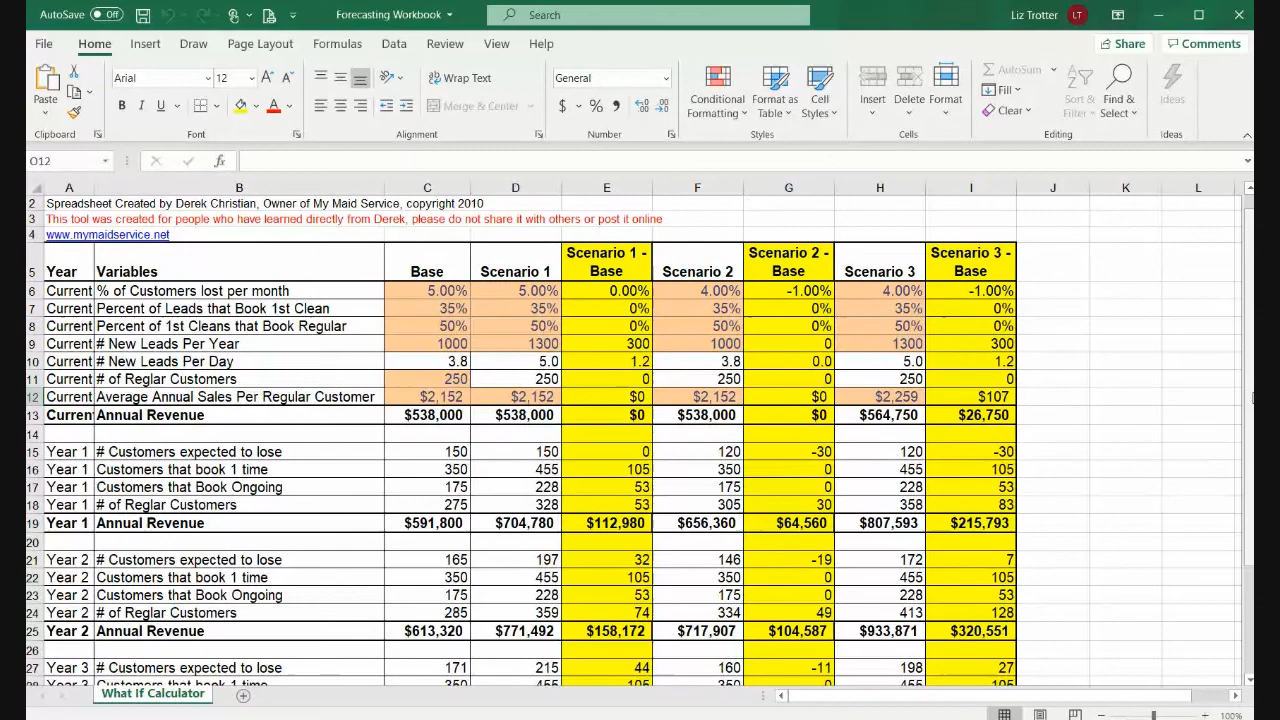 AutoSave Off Forecasting Workbook Search Liz Trotter LT
File Home Insert Draw Page Layout Formulas Data Review View Help Share Comments
Paste Arial 12 A A Wrap Text General Conditional Formatting Format as Table Cell Styles Insert Delete Format AutoSum Fill Clear Sort & Filter Find & Select Ideas
B I U A Merge & Center $ % ,
Clipboard Font Alignment Number Styles Cells Editing Ideas
O12 fx
A B C D E F G H I J K L
2 Spreadsheet Created by Derek Christian, Owner of My Maid Service, copyright 2010
3 This tool was created for people who have learned directly from Derek, please do not share it with others or post it online
4 www.mymaidservice.net
5 Year Variables Base Scenario 1 Scenario 1 - Base Scenario 2 Scenario 2 - Base Scenario 3 Scenario 3 - Base
6 Current % of Customers lost per month 5.00% 5.00% 0.00% 4.00% -1.00% 4.00% -1.00%
7 Current Percent of Leads that Book 1st Clean 35% 35% 0% 35% 0% 35% 0%
8 Current Percent of 1st Cleans that Book Regular 50% 50% 0% 50% 0% 50% 0%
9 Current # New Leads Per Year 1000 1300 300 1000 0 1300 300
10 Current # New Leads Per Day 3.8 5.0 1.2 3.8 0.0 5.0 1.2
11 Current # of Reglar Customers 250 250 0 250 0 250 0
12 Current Average Annual Sales Per Regular Customer $2,152 $2,152 $0 $2,152 $0 $2,259 $107
13 Curren Annual Revenue $538,000 $538,000 $0 $538,000 $0 $564,750 $26,750
14
15 Year 1 # Customers expected to lose 150 150 0 120 -30 120 -30
16 Year 1 Customers that book 1 time 350 455 105 350 0 455 105
17 Year 1 Customers that Book Ongoing 175 228 53 175 0 228 53
18 Year 1 # of Reglar Customers 275 328 53 305 30 358 83
19 Year 1 Annual Revenue $591,800 $704,780 $112,980 $656,360 $64,560 $807,593 $215,793
20
21 Year 2 # Customers expected to lose 165 197 32 146 -19 172 7
22 Year 2 Customers that book 1 time 350 455 105 350 0 455 105
23 Year 2 Customers that Book Ongoing 175 228 53 175 0 228 53
24 Year 2 # of Reglar Customers 285 359 74 334 49 413 128
25 Year 2 Annual Revenue $613,320 $771,492 $158,172 $717,907 $104,587 $933,871 $320,551
26
27 Year 3 # Customers expected to lose 171 215 44 160 -11 198 27
28 Year 3 Customers that book 1 time 350 455 105 350 0 455 105
What If Calculator
100%